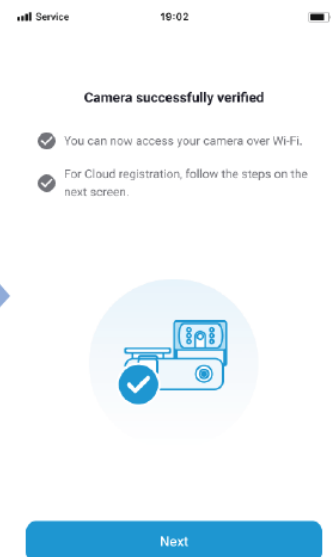 Service 19:02
Camera successfully verified
You can now access your camera over Wi-Fi.
For Cloud registration, follow the steps on the
next screen.
Next